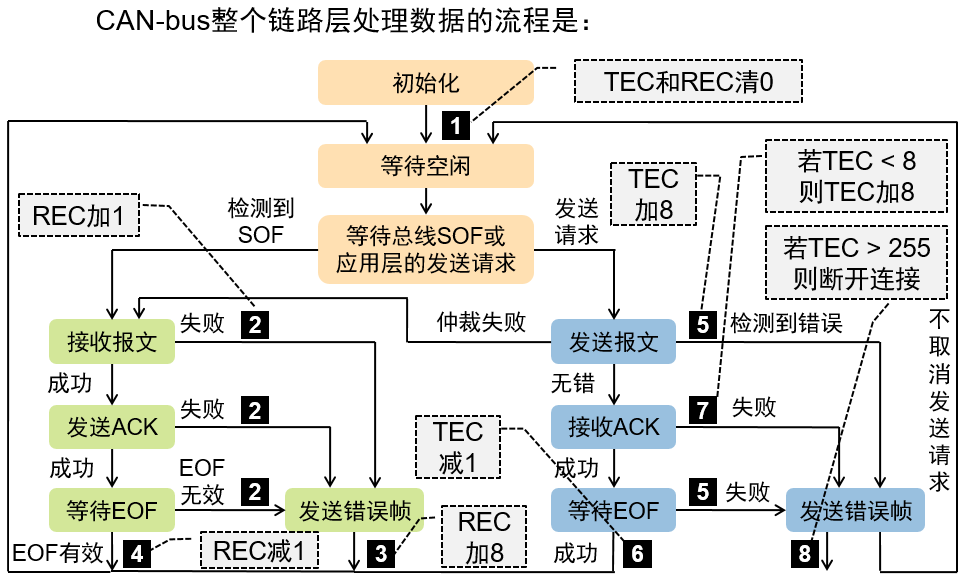 CAN-bus整个链路层处理数据的流程是：
初始化
TEC和REC清0
1
等待空闲
若TEC < 8
则TEC加8
TEC
加8
REC加1
检测到
SOF
等待总线SOF或
应用层的发送请求
发送
请求
若TEC > 255
则断开连接
接收报文
失败
2
仲裁失败
发送报文
5
检测到错误
不取消发送请求
成功
无错
发送ACK
失败
2
TEC
减1
接收ACK
7
失败
成功
成功
等待EOF
EOF
无效
2
发送错误帧
等待EOF
5
失败
发送错误帧
EOF有效
4
REC减1
3
REC
加8
成功
6
8